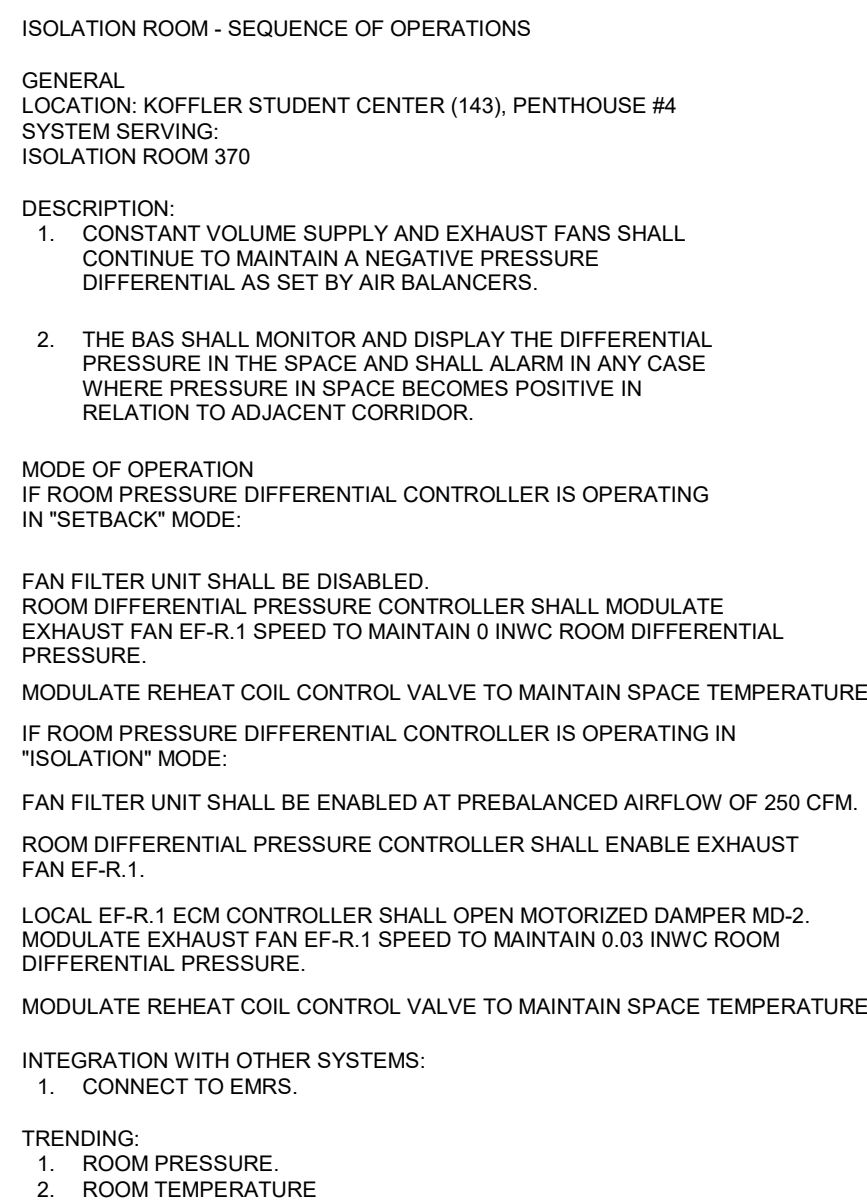 ISOLATION ROOM - SEQUENCE OF OPERATIONS
GENERAL
LOCATION: KOFFLER STUDENT CENTER (143), PENTHOUSE #4
SYSTEM SERVING:
ISOLATION ROOM 370
DESCRIPTION:
1. CONSTANT VOLUME SUPPLY AND EXHAUST FANS SHALL
CONTINUE TO MAINTAIN A NEGATIVE PRESSURE
DIFFERENTIAL AS SET BY AIR BALANCERS.
2. THE BAS SHALL MONITOR AND DISPLAY THE DIFFERENTIAL
PRESSURE IN THE SPACE AND SHALL ALARM IN ANY CASE
WHERE PRESSURE IN SPACE BECOMES POSITIVE IN
RELATION TO ADJACENT CORRIDOR.
MODE OF OPERATION
IF ROOM PRESSURE DIFFERENTIAL CONTROLLER IS OPERATING
IN "SETBACK" MODE:
FAN FILTER UNIT SHALL BE DISABLED.
ROOM DIFFERENTIAL PRESSURE CONTROLLER SHALL MODULATE
EXHAUST FAN EF-R.1 SPEED TO MAINTAIN 0 INWC ROOM DIFFERENTIAL
PRESSURE.
MODULATE REHEAT COIL CONTROL VALVE TO MAINTAIN SPACE TEMPERATURE
IF ROOM PRESSURE DIFFERENTIAL CONTROLLER IS OPERATING IN
"ISOLATION" MODE:
FAN FILTER UNIT SHALL BE ENABLED AT PREBALANCED AIRFLOW OF 250 CFM.
ROOM DIFFERENTIAL PRESSURE CONTROLLER SHALL ENABLE EXHAUST
FAN EF-R.1.
LOCAL EF-R.1 ECM CONTROLLER SHALL OPEN MOTORIZED DAMPER MD-2.
MODULATE EXHAUST FAN EF-R.1 SPEED TO MAINTAIN 0.03 INWC ROOM
DIFFERENTIAL PRESSURE.
MODULATE REHEAT COIL CONTROL VALVE TO MAINTAIN SPACE TEMPERATURE
INTEGRATION WITH OTHER SYSTEMS:
1. CONNECT TO EMRS.
TRENDING:
1. ROOM PRESSURE.
2. ROOM TEMPERATURE